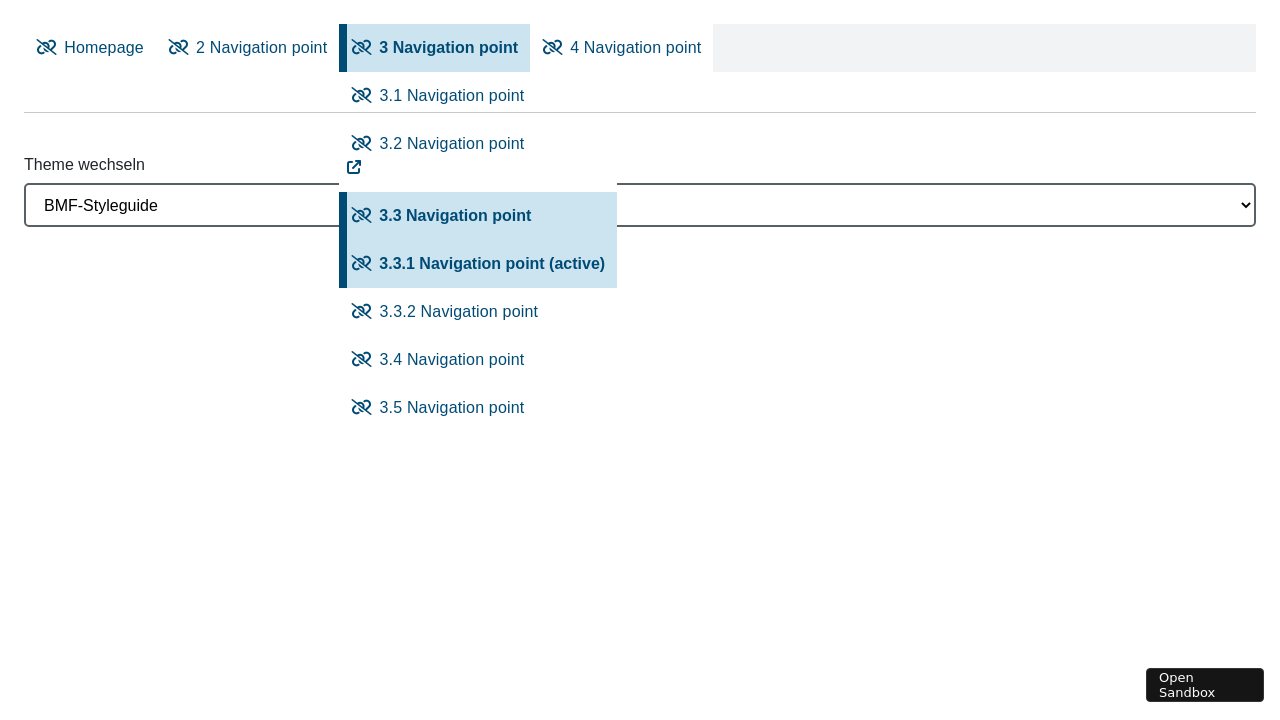 Homepage 2 Navigation point 3 Navigation point 4 Navigation point
3.1 Navigation point
3.2 Navigation point
Theme wechseln
BMF-Styleguide
3.3 Navigation point
3.3.1 Navigation point (active)
3.3.2 Navigation point
3.4 Navigation point
3.5 Navigation point
Open
Sandbox